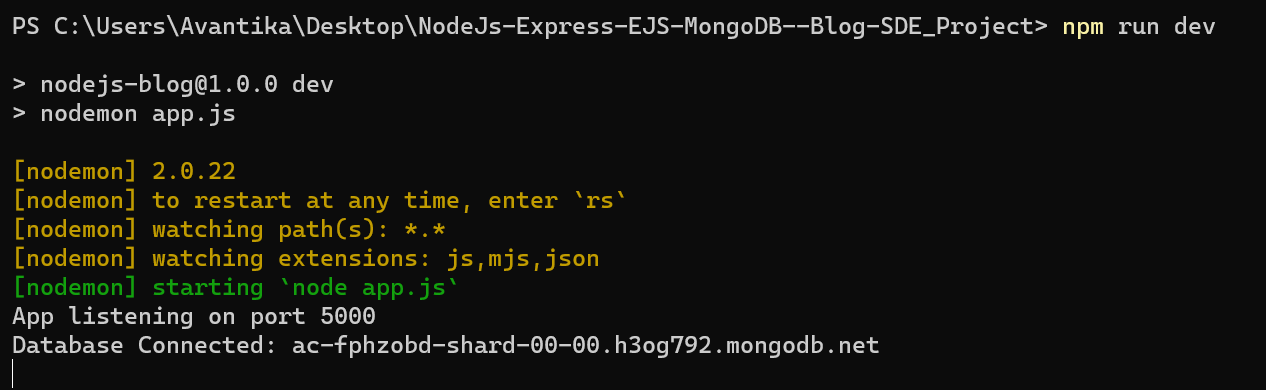 PS C:\Users\Avantika\Desktop\NodeJs-Express-EJS-MongoDB--Blog-SDE_Project> npm run dev
> nodejs-blog@1.0.0 dev
> nodemon app.js
[nodemon] 2.0.22
[nodemon] to restart at any time, enter `rs`
[nodemon] watching path(s): *.*
[nodemon] watching extensions: js,mjs,json
[nodemon] starting `node app.js`
App listening on port 5000
Database Connected: ac-fphzobd-shard-00-00.h3og792.mongodb.net